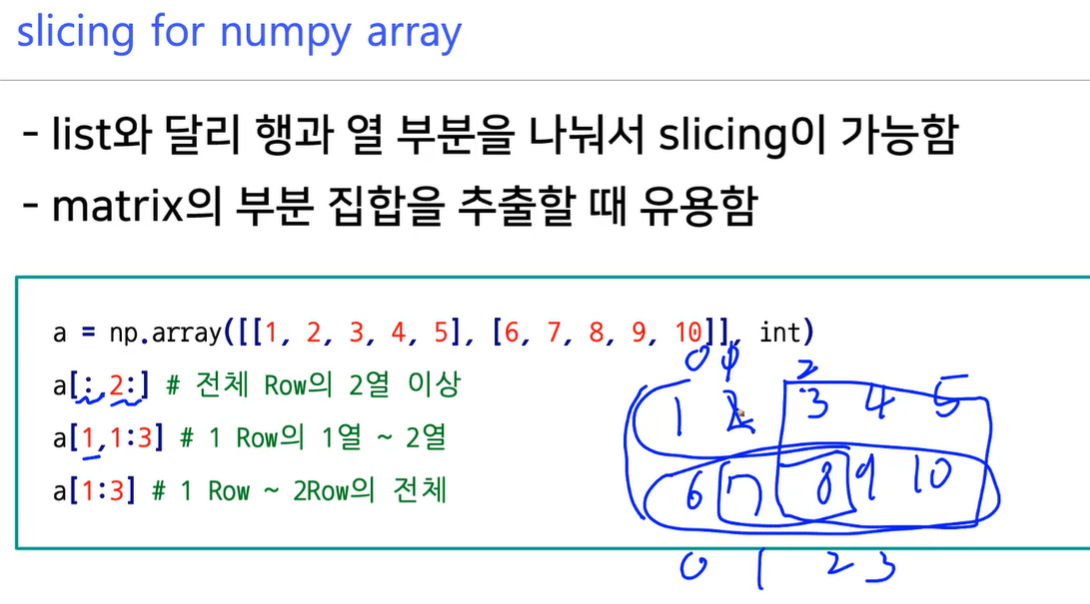 slicing for numpy array
- list와 달리 행과 열 부분을 나눠서 slicing이 가능함
- matrix의 부분 집합을 추출할 때 유용함
a = np.array([[1, 2, 3, 4, 5], [6, 7, 8, 9, 10]], int)
a[:,2:] # 전체 Row의 2열 이상
a[1,1:3] # 1 Row의 1열 ~ 2열
a[1:3] # 1 Row ~ 2Row의 전체
0 2
1 2 3 4 5
6 7 8 9 10
0 1 2 3